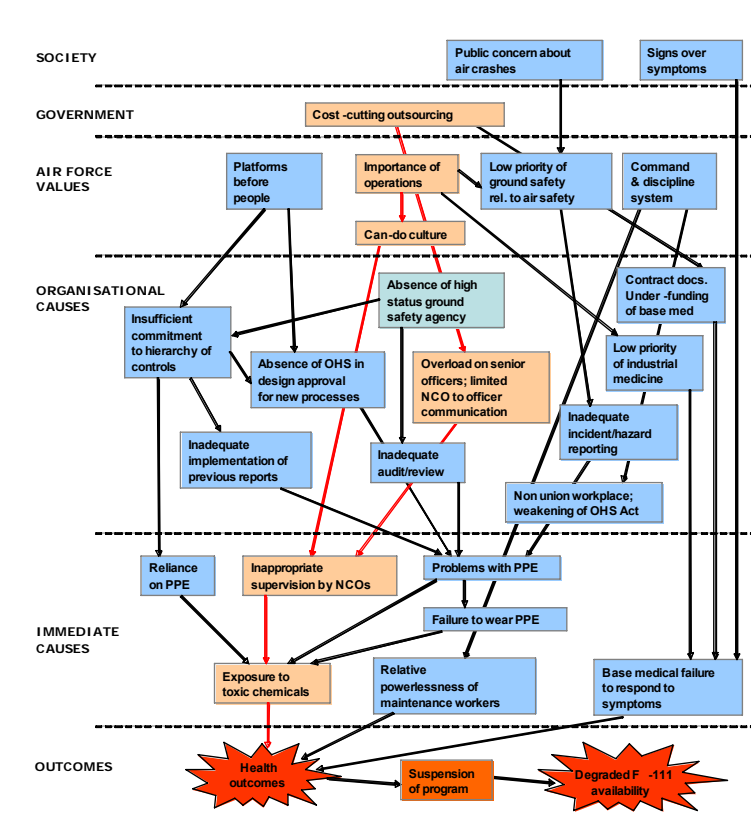 SOCIETY
Public concern about
air crashes
Signs over
symptoms
GOVERNMENT
Cost -cutting outsourcing
AIR FORCE
VALUES
Platforms
before
people
Importance of
operations
Low priority of
ground safety
rel. to air safety
Command
& discipline
system
Can-do culture
ORGANISATIONAL
CAUSES
Absence of high
status ground
safety agency
Contract docs.
Under -funding
of base med
Insufficient
commitment
to hierarchy of
controls
Absence of OHS in
design approval
for new processes
Overload on senior
officers; limited
NCO to officer
communication
Low priority
of industrial
medicine
Inadequate
incident/hazard
reporting
Inadequate
implementation of
previous reports
Inadequate
audit/review
Non union workplace;
weakening of OHS Act
IMMEDIATE
CAUSES
Reliance
on PPE
Inappropriate
supervision by NCOs
Problems with PPE
Failure to wear PPE
Exposure to
toxic chemicals
Relative
powerlessness of
maintenance workers
Base medical failure
to respond to
symptoms
OUTCOMES
Health
outcomes
Suspension
of program
Degraded F -111
availability